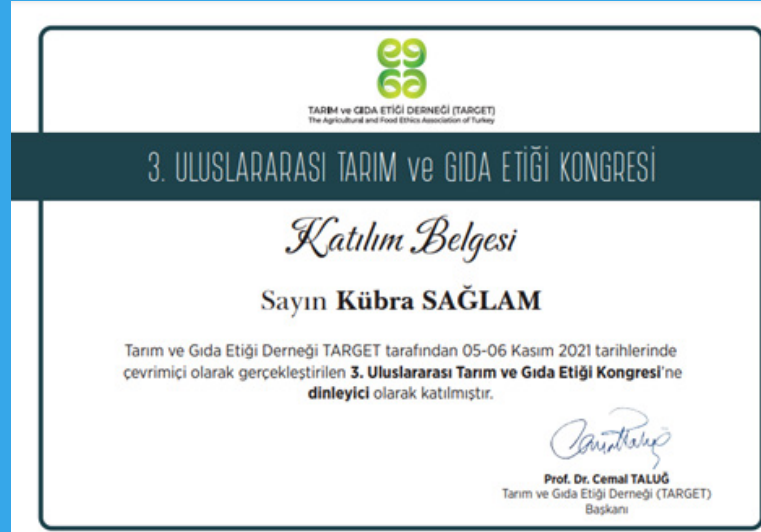 TARIM ve GIDA ETİĞİ DERNEĞİ (TARGET)
The Agricultural and Food Ethics Association of Turkey
3. ULUSLARARASI TARIM ve GIDA ETİĞİ KONGRESİ
Katılım Belgesi
Sayın Kübra SAĞLAM
Tarım ve Gıda Etiği Derneği TARGET tarafından 05-06 Kasım 2021 tarihlerinde
çevrimiçi olarak gerçekleştirilen 3. Uluslararası Tarım ve Gıda Etiği Kongresi'ne
dinleyici olarak katılmıştır.
Prof. Dr. Cemal TALUĞ
Tarım ve Gıda Etiği Derneği (TARGET)
Başkanı